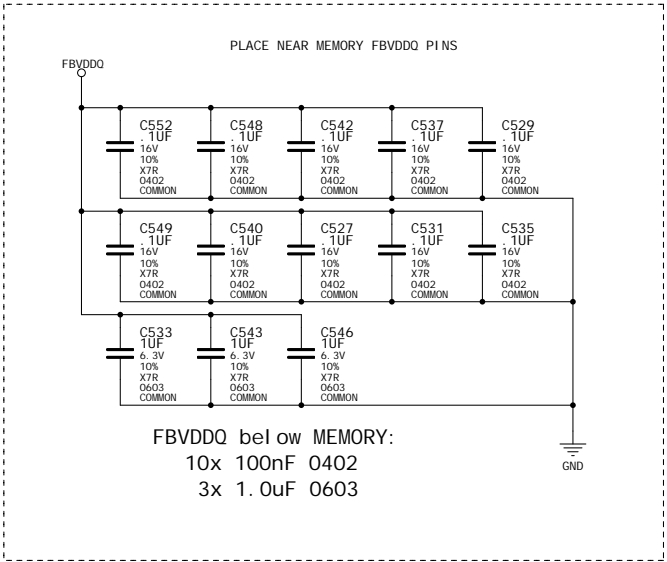 PLACE NEAR MEMORY FBVDDQ PINS
FBVDDQ
C552
.1UF
16V
10%
X7R
0402
COMMON
C548
.1UF
16V
10%
X7R
0402
COMMON
C542
.1UF
16V
10%
X7R
0402
COMMON
C537
.1UF
16V
10%
X7R
0402
COMMON
C529
.1UF
16V
10%
X7R
0402
COMMON
C549
.1UF
16V
10%
X7R
0402
COMMON
C540
.1UF
16V
10%
X7R
0402
COMMON
C527
.1UF
16V
10%
X7R
0402
COMMON
C531
.1UF
16V
10%
X7R
0402
COMMON
C535
.1UF
16V
10%
X7R
0402
COMMON
C533
1UF
6.3V
10%
X7R
0603
COMMON
C543
1UF
6.3V
10%
X7R
0603
COMMON
C546
1UF
6.3V
10%
X7R
0603
COMMON
FBVDDQ below MEMORY:
10x 100nF 0402
3x 1.0uF 0603
GND